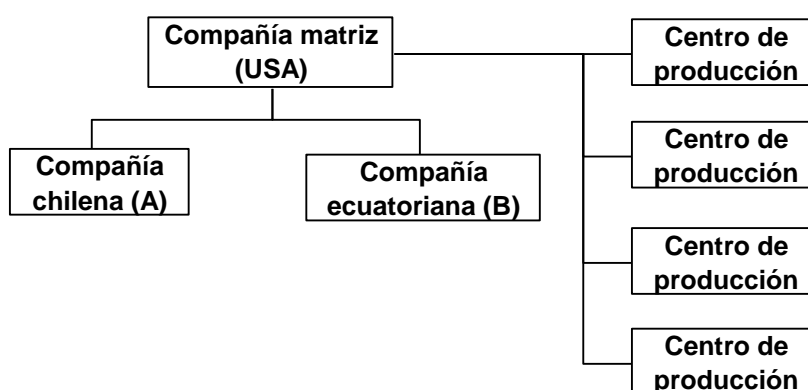 Compañía matriz
(USA)
Compañía
chilena (A)
Compañía
ecuatoriana (B)
Centro de
producción
Centro de
producción
Centro de
producción
Centro de
producción